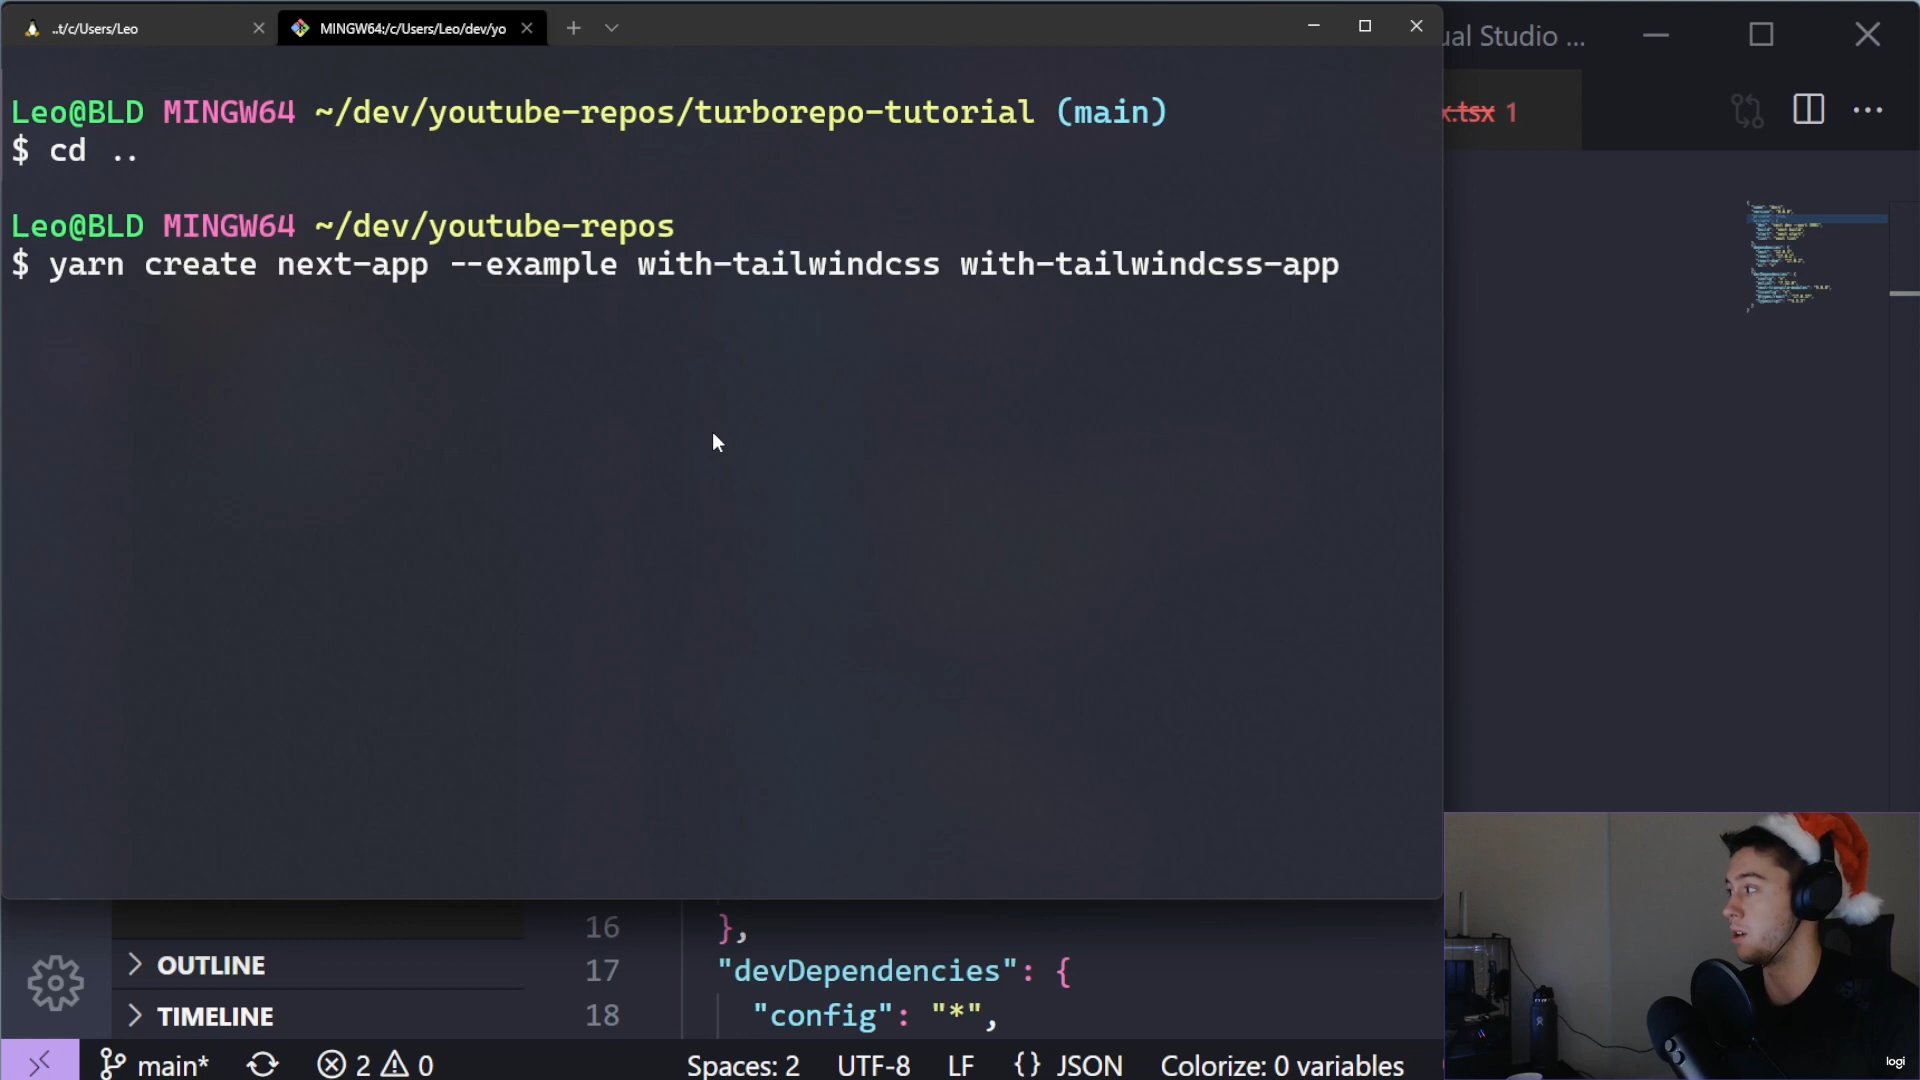 ..t/c/Users/Leo
MINGW64:/c/Users/Leo/dev/yo
ual Studio ...
Leo@BLD MINGW64 ~/dev/youtube-repos/turborepo-tutorial (main)
$ cd ..
x.tsx 1
Leo@BLD MINGW64 ~/dev/youtube-repos
$ yarn create next-app --example with-tailwindcss with-tailwindcss-app
16 },
OUTLINE
17 "devDependencies": {
TIMELINE
18 "config": "*",
main* 2 0 Spaces: 2 UTF-8 LF {} JSON Colorize: 0 variables
logi